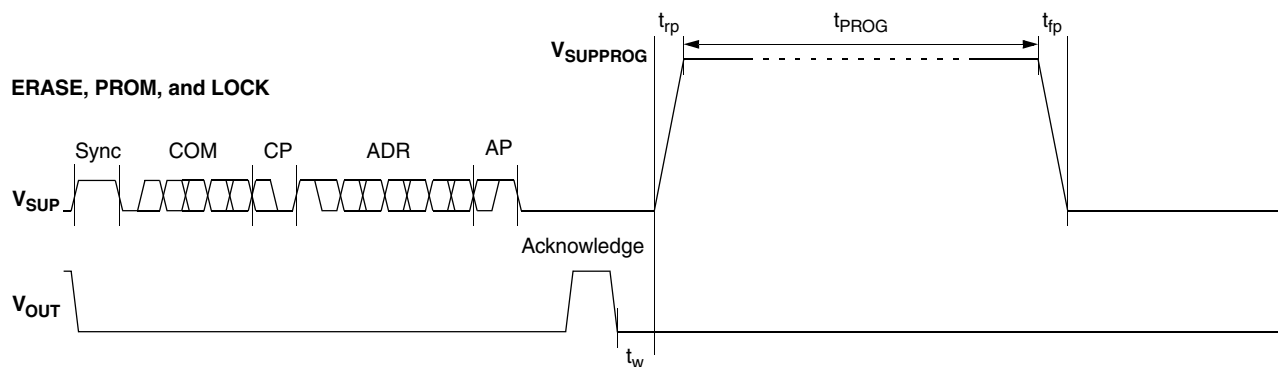 t_rp t_PROG t_fp
V_SUPPROG
ERASE, PROM, and LOCK
Sync COM CP ADR AP
V_SUP
Acknowledge
V_OUT
t_w